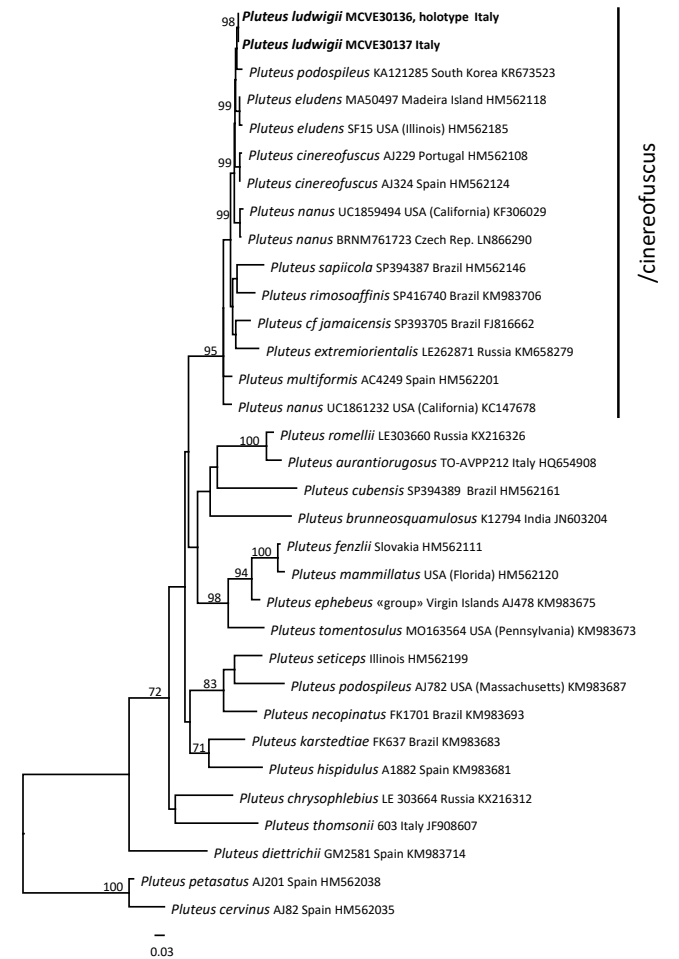 98
Pluteus ludwigii MCVE30136, holotype Italy
Pluteus ludwigii MCVE30137 Italy
Pluteus podospileus KA121285 South Korea KR673523
Pluteus eludens MA50497 Madeira Island HM562118
99
Pluteus eludens SF15 USA (Illinois) HM562185
Pluteus cinereofuscus AJ229 Portugal HM562108
99
Pluteus cinereofuscus AJ324 Spain HM562124
Pluteus nanus UC1859494 USA (California) KF306029
99
Pluteus nanus BRNM761723 Czech Rep. LN866290
/cinereofuscus
Pluteus sapiicola SP394387 Brazil HM562146
Pluteus rimosoaffinis SP416740 Brazil KM983706
Pluteus cf jamaicensis SP393705 Brazil FJ816662
Pluteus extremiorientalis LE262871 Russia KM658279
95
Pluteus multiformis AC4249 Spain HM562201
Pluteus nanus UC1861232 USA (California) KC147678
Pluteus romellii LE303660 Russia KX216326
100
Pluteus aurantiorugosus TO-AVPP212 Italy HQ654908
Pluteus cubensis SP394389 Brazil HM562161
Pluteus brunneosquamulosus K12794 India JN603204
Pluteus fenzlii Slovakia HM562111
100
Pluteus mammillatus USA (Florida) HM562120
94
Pluteus ephebeus «group» Virgin Islands AJ478 KM983675
98
Pluteus tomentosulus MO163564 USA (Pennsylvania) KM983673
Pluteus seticeps Illinois HM562199
83
Pluteus podospileus AJ782 USA (Massachusetts) KM983687
72
Pluteus necopinatus FK1701 Brazil KM983693
Pluteus karstedtiae FK637 Brazil KM983683
71
Pluteus hispidulus A1882 Spain KM983681
Pluteus chrysophlebius LE 303664 Russia KX216312
Pluteus thomsonii 603 Italy JF908607
Pluteus diettrichii GM2581 Spain KM983714
Pluteus petasatus AJ201 Spain HM562038
100
Pluteus cervinus AJ82 Spain HM562035
0.03